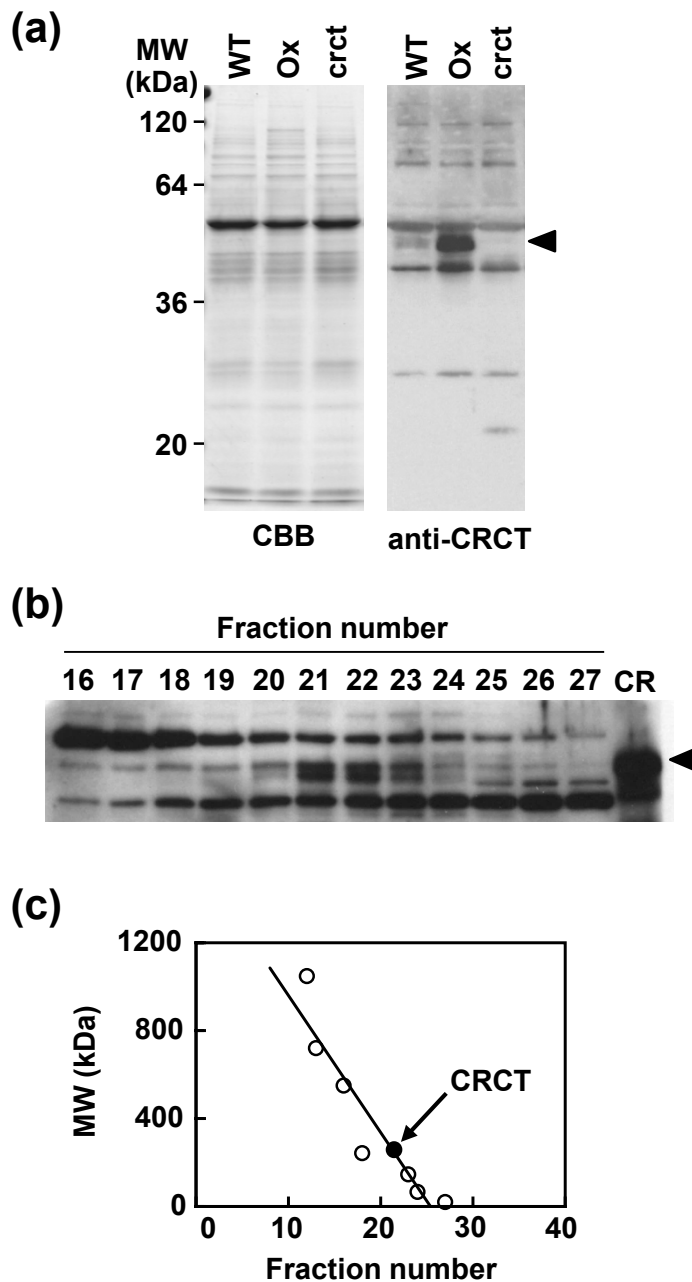 (a)
MW
(kDa)
WT
Ox
crct
WT
Ox
crct
120
64
36
20
CBB
anti-CRCT
(b)
Fraction number
16 17 18 19 20 21 22 23 24 25 26 27 CR
(c)
1200
800
400
0
MW (kDa)
CRCT
0 10 20 30 40
Fraction number